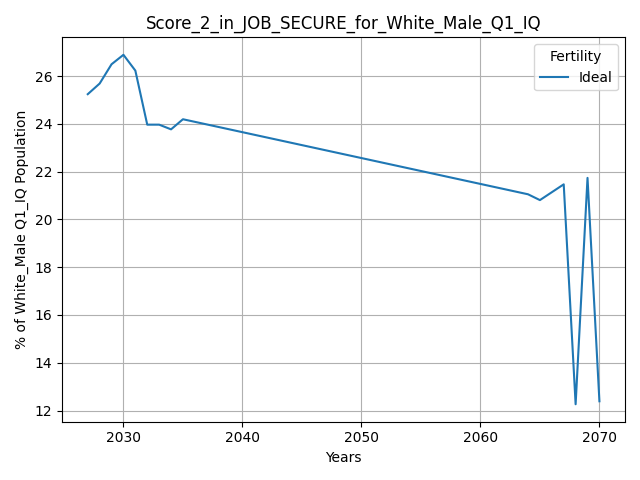 Score_2_in_JOB_SECURE_for_White_Male_Q1_IQ
Fertility
Ideal
% of White_Male Q1_IQ Population
26
24
22
20
18
16
14
12
2030 2040 2050 2060 2070
Years